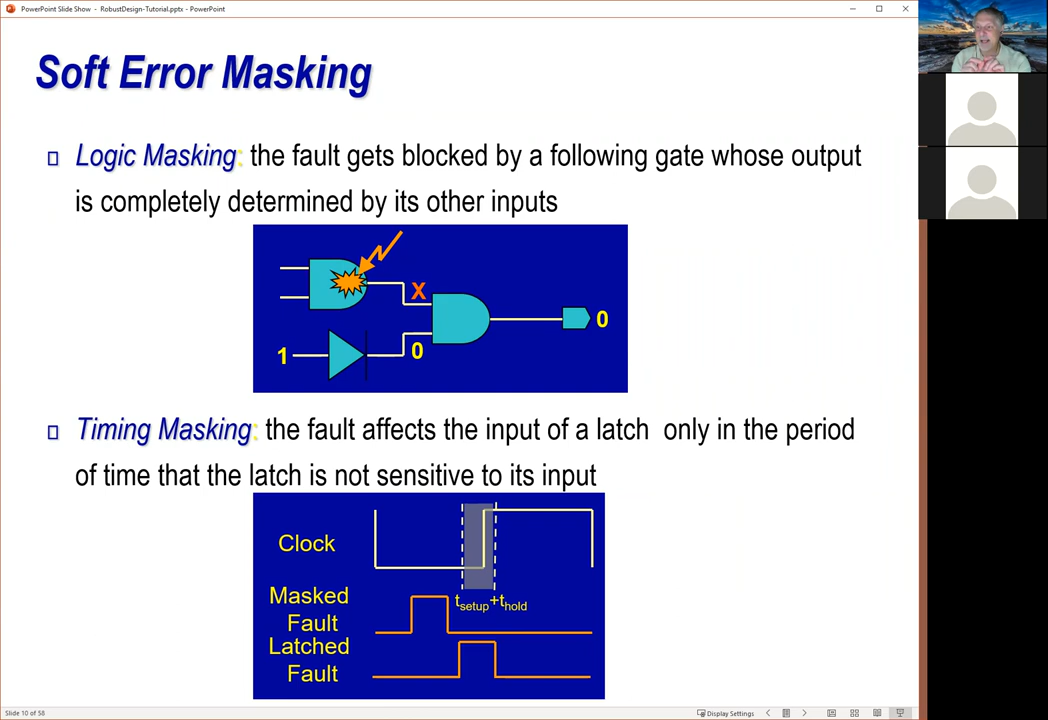 PowerPoint Slide Show - RobustDesign-Tutorial.pptx - PowerPoint
Soft Error Masking
Logic Masking: the fault gets blocked by a following gate whose output
is completely determined by its other inputs
X
1
0
0
Timing Masking: the fault affects the input of a latch only in the period
of time that the latch is not sensitive to its input
Clock
Masked
Fault
tsetup+thold
Latched
Fault
Slide 10 of 58
Display Settings